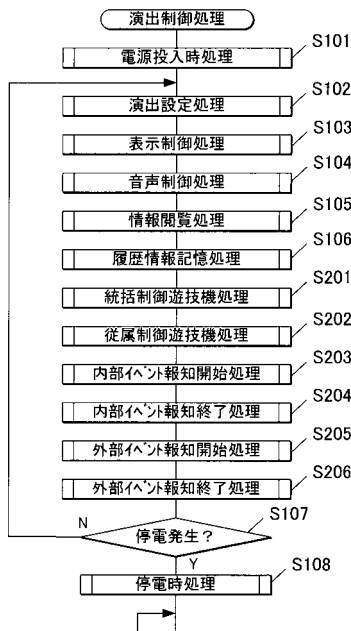 演出制御処理
電源投入時処理 S101
演出設定処理 S102
表示制御処理 S103
音声制御処理 S104
情報閲覧処理 S105
履歴情報記憶処理 S106
統括制御遊技機処理 S201
従属制御遊技機処理 S202
内部イベント報知開始処理 S203
内部イベント報知終了処理 S204
外部イベント報知開始処理 S205
外部イベント報知終了処理 S206
停電発生? S107
N
Y
停電時処理 S108